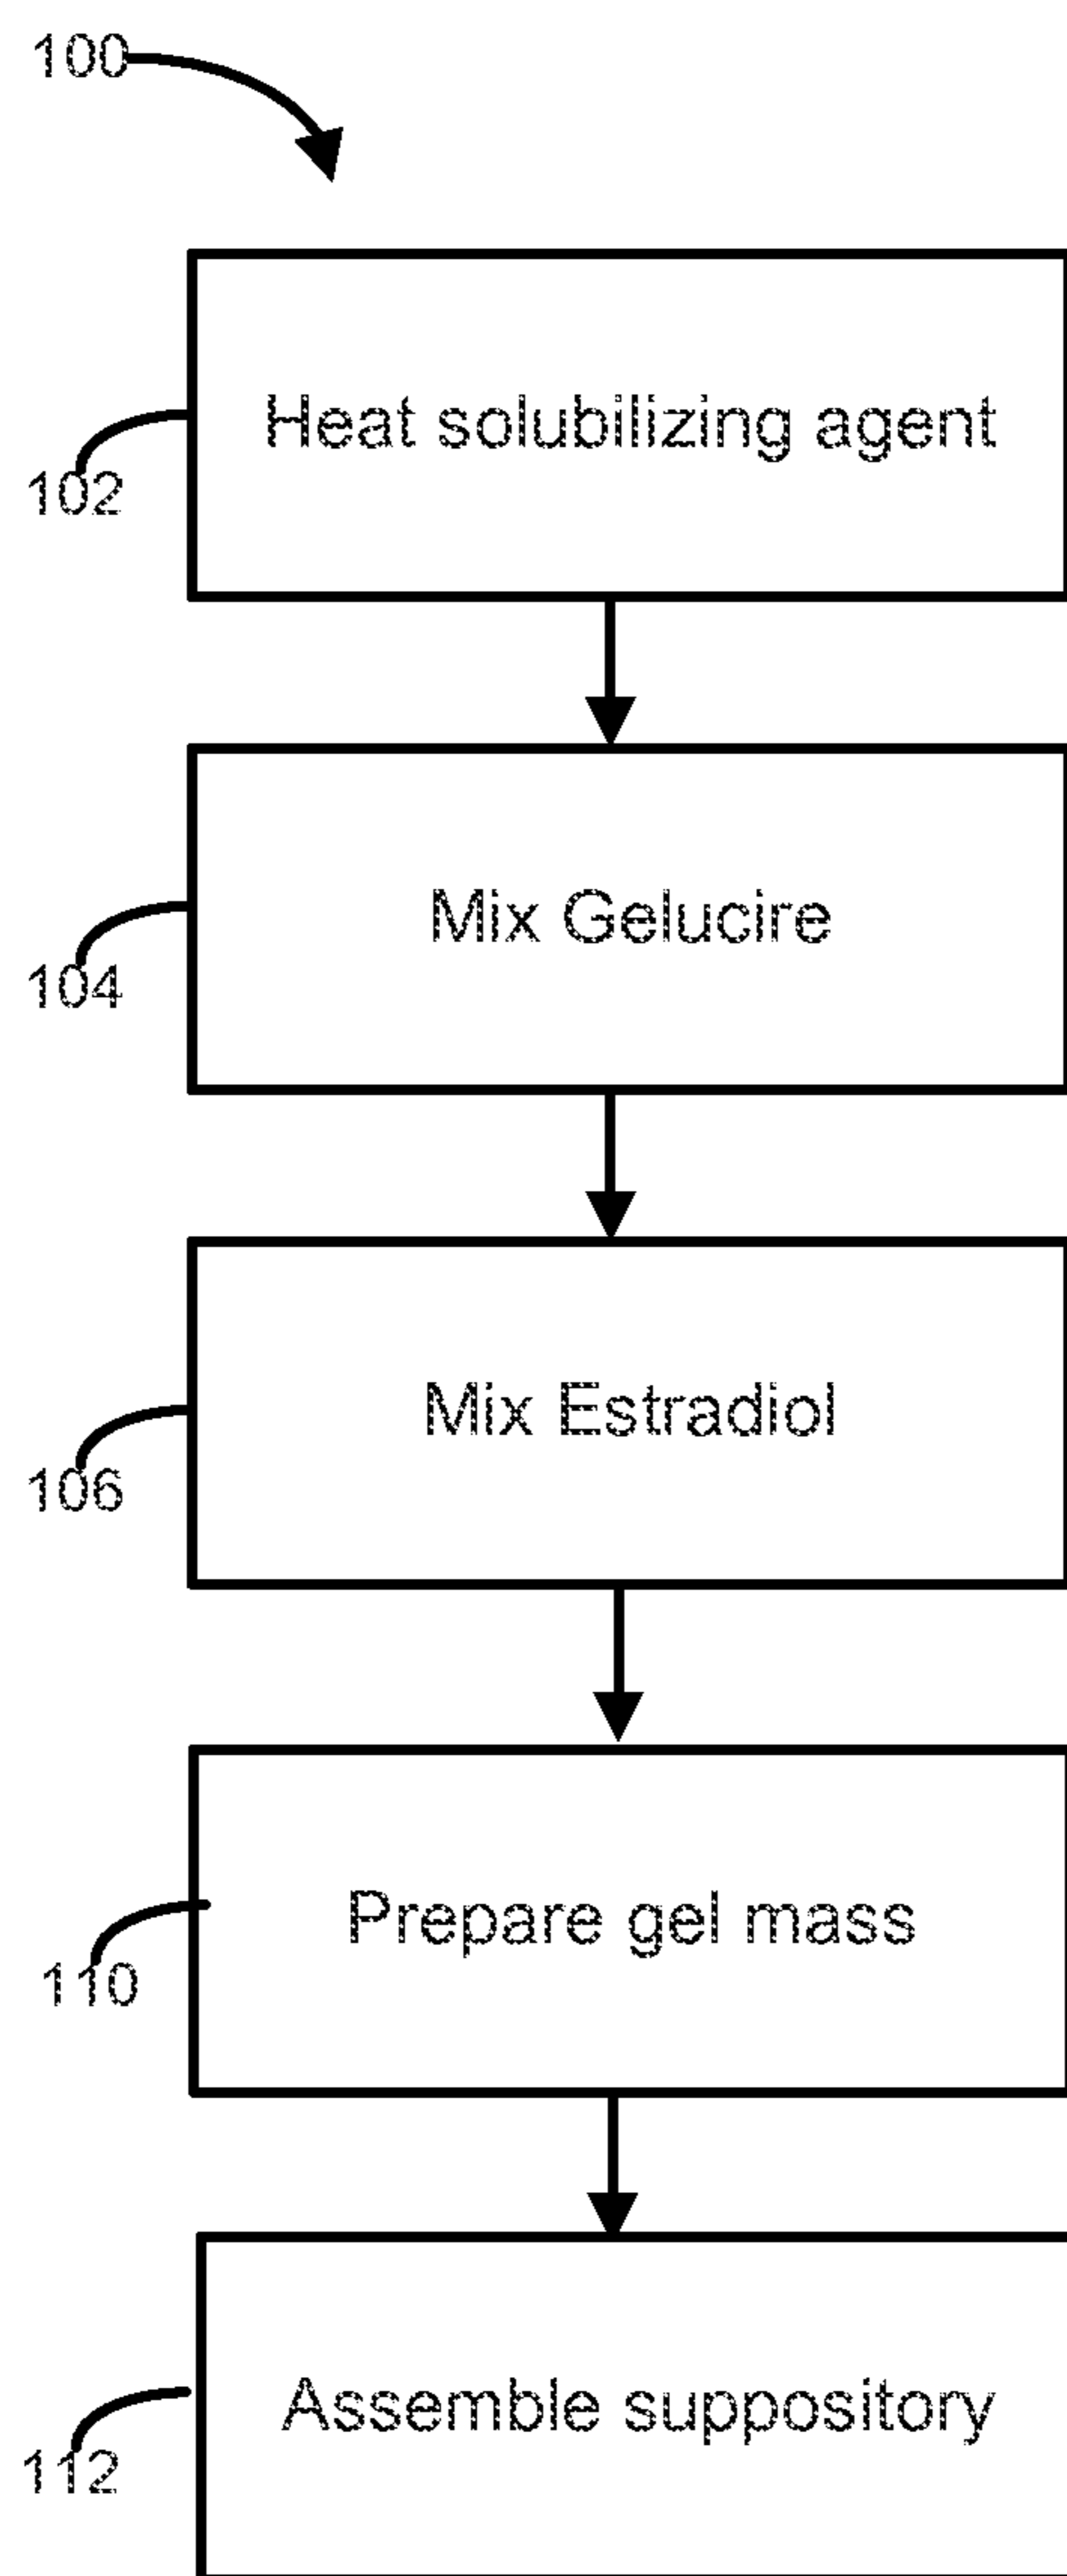 100
Heat solubilizing agent
102
Mix Gelucire
104
Mix Estradiol
106
Prepare gel mass
110
Assemble suppository
112